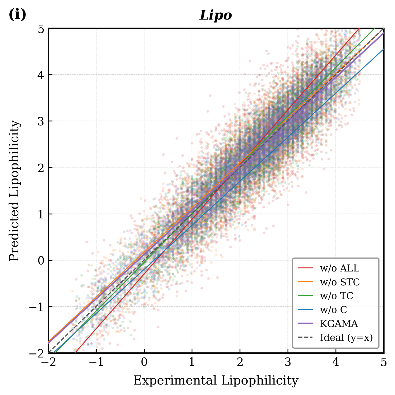 (i)
Lipo
5
4
3
2
1
0
−1
−2
Predicted Lipophilicity
w/o ALL
w/o STC
w/o TC
w/o C
KGAMA
Ideal (y=x)
−2 −1 0 1 2 3 4 5
Experimental Lipophilicity